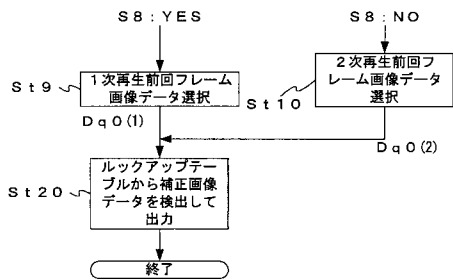 Ｓ８：ＹＥＳ
Ｓ８：ＮＯ
Ｓｔ９
１次再生前回フレーム
画像データ選択
Ｓｔ１０
２次再生前回フ
レーム画像データ
選択
Ｄｑ０(1)
Ｄｑ０(2)
Ｓｔ２０
ルックアップテー
ブルから補正画像
データを検出して
出力
終了